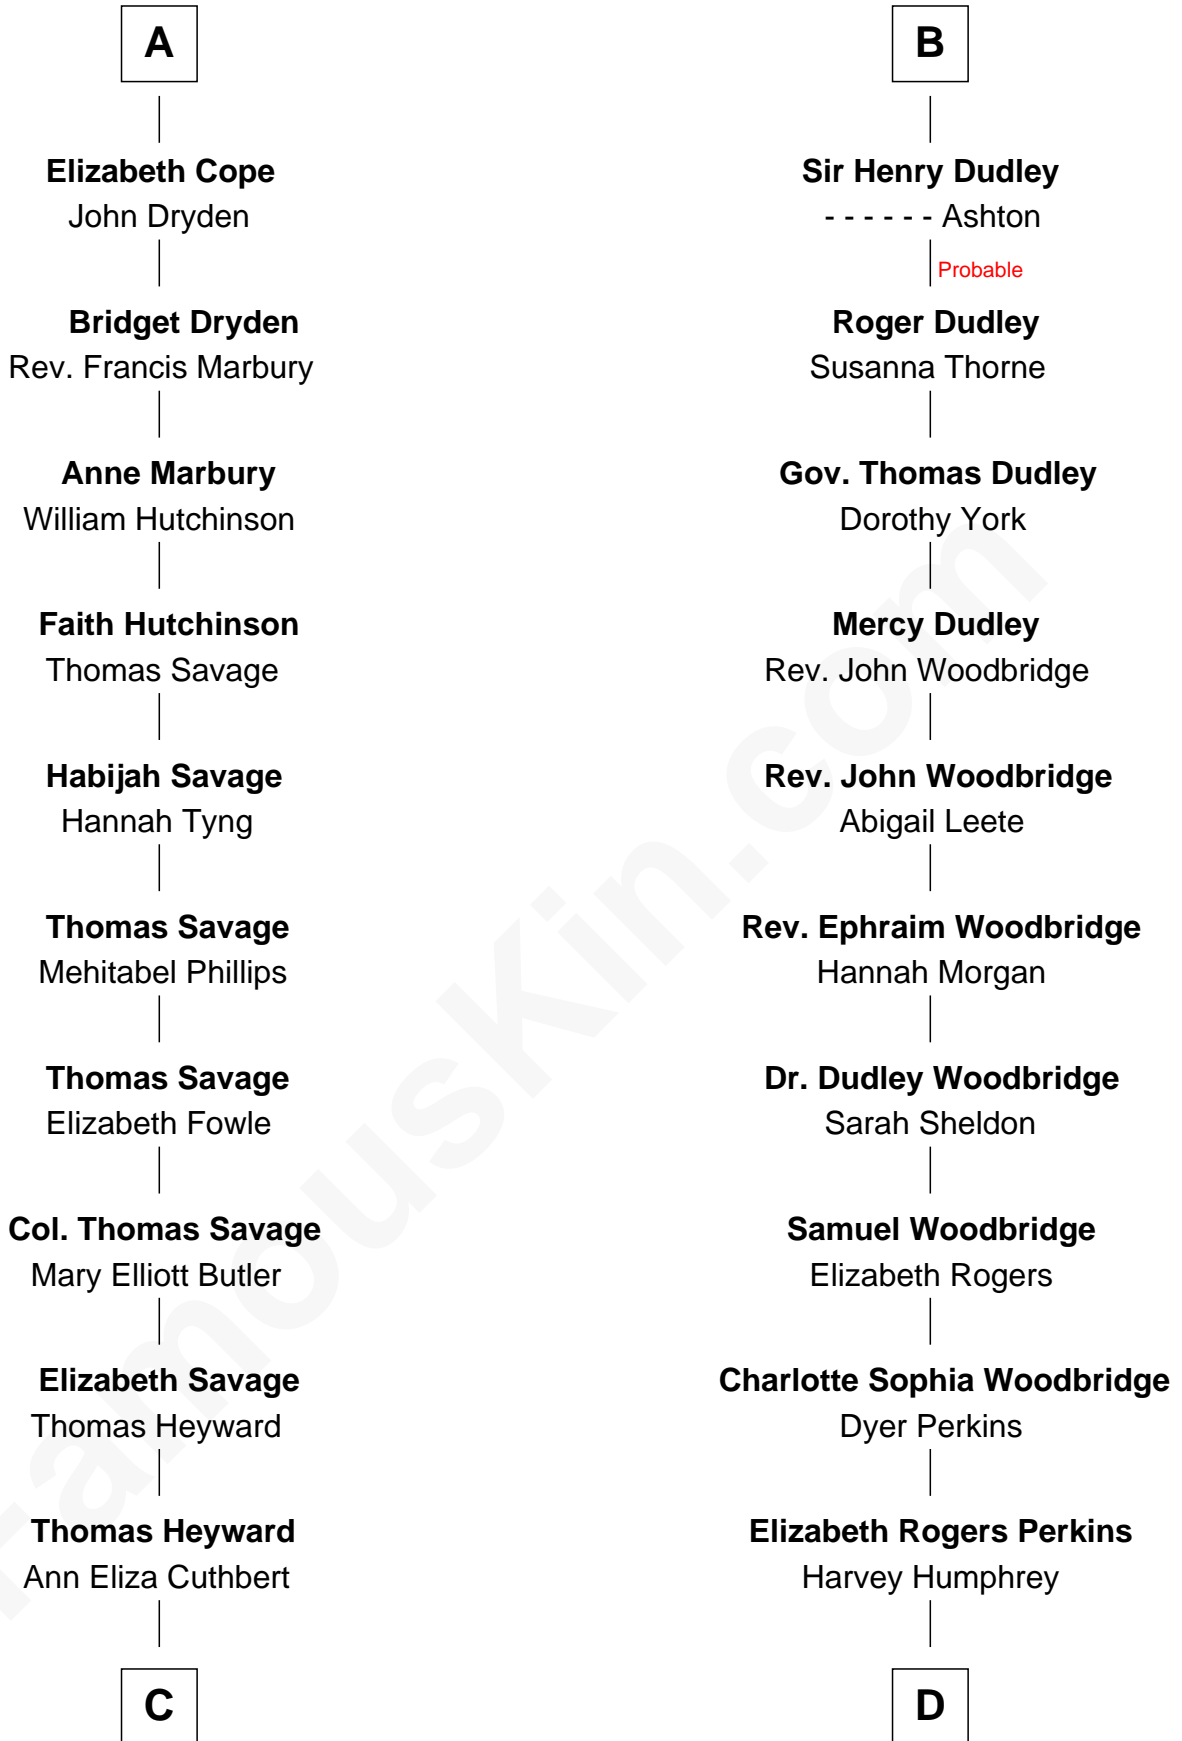 A
Elizabeth Cope
John Dryden
Bridget Dryden
Rev. Francis Marbury
Anne Marbury
William Hutchinson
Faith Hutchinson
Thomas Savage
Habijah Savage
Hannah Tyng
Thomas Savage
Mehitabel Phillips
Thomas Savage
Elizabeth Fowle
Col. Thomas Savage
Mary Elliott Butler
Elizabeth Savage
Thomas Heyward
Thomas Heyward
Ann Eliza Cuthbert
C
B
Sir Henry Dudley
- - - - - - Ashton
Probable
Roger Dudley
Susanna Thorne
Gov. Thomas Dudley
Dorothy York
Mercy Dudley
Rev. John Woodbridge
Rev. John Woodbridge
Abigail Leete
Rev. Ephraim Woodbridge
Hannah Morgan
Dr. Dudley Woodbridge
Sarah Sheldon
Samuel Woodbridge
Elizabeth Rogers
Charlotte Sophia Woodbridge
Dyer Perkins
Elizabeth Rogers Perkins
Harvey Humphrey
D
FamousKin.com